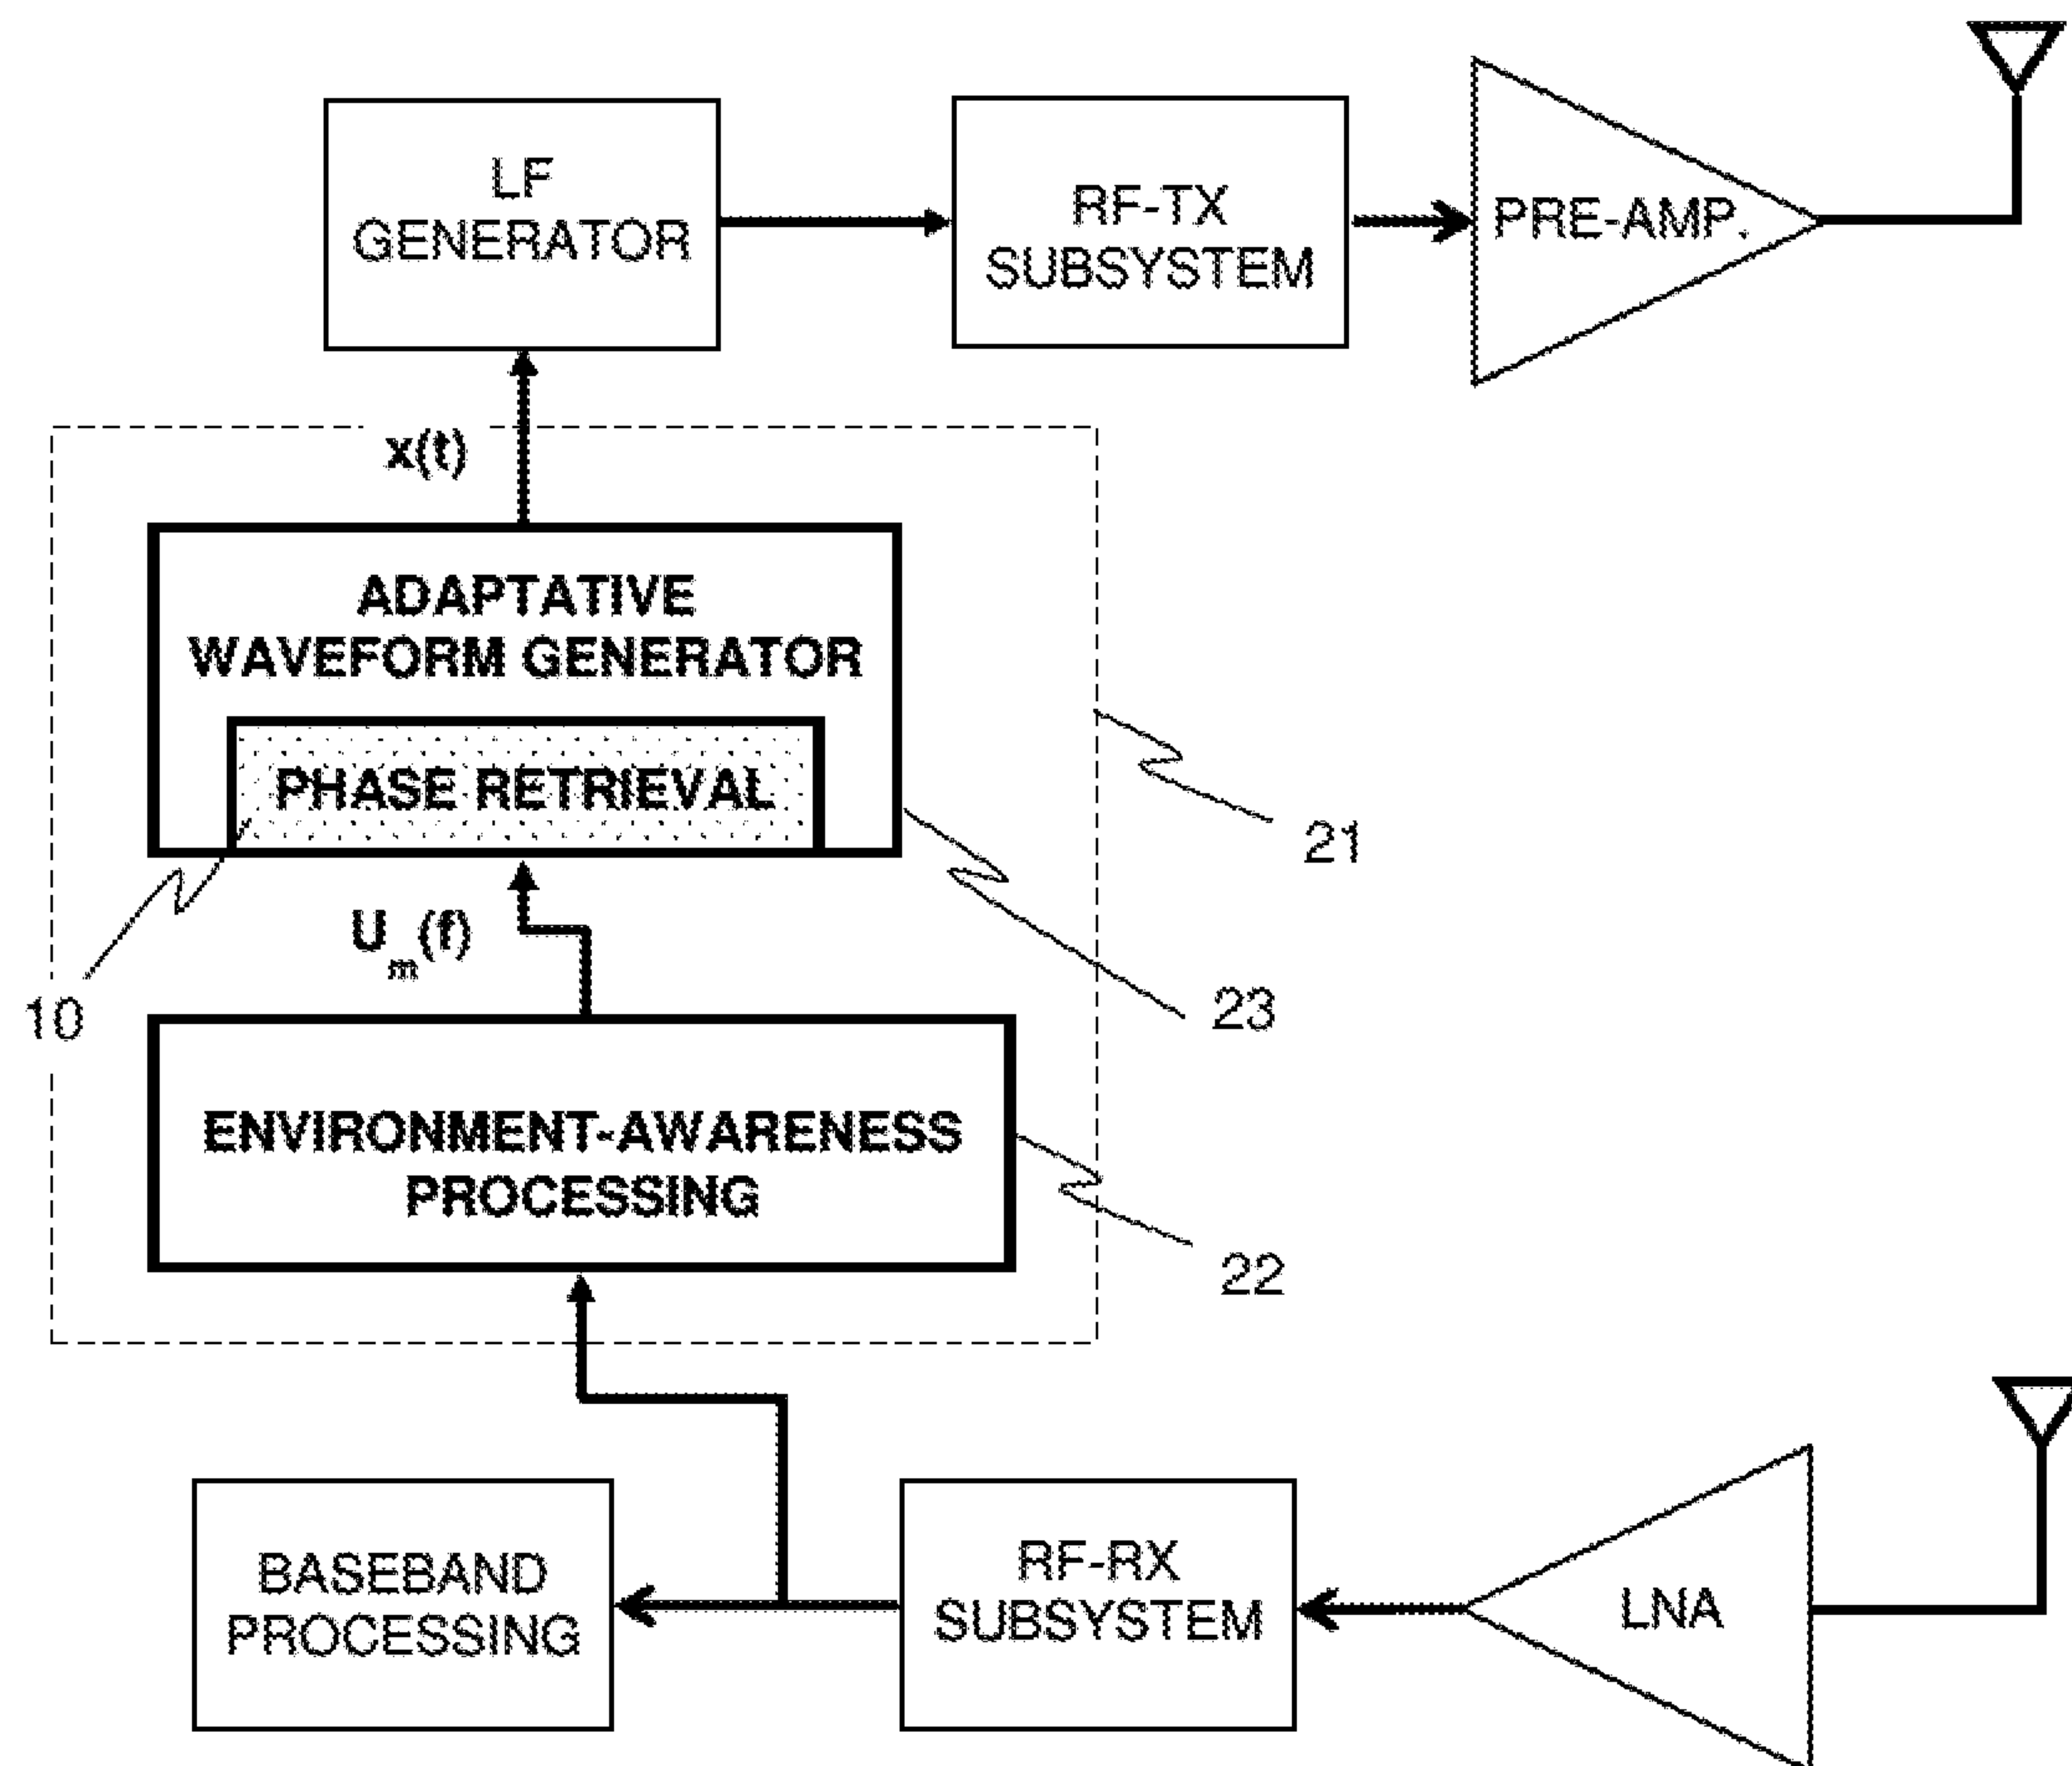 LF
GENERATOR
RF-TX
SUBSYSTEM
PRE-AMP.
x(t)
ADAPTATIVE
WAVEFORM GENERATOR
PHASE RETRIEVAL
21
U_m(f)
10
23
ENVIRONMENT-AWARENESS
PROCESSING
22
BASEBAND
PROCESSING
RF-RX
SUBSYSTEM
LNA